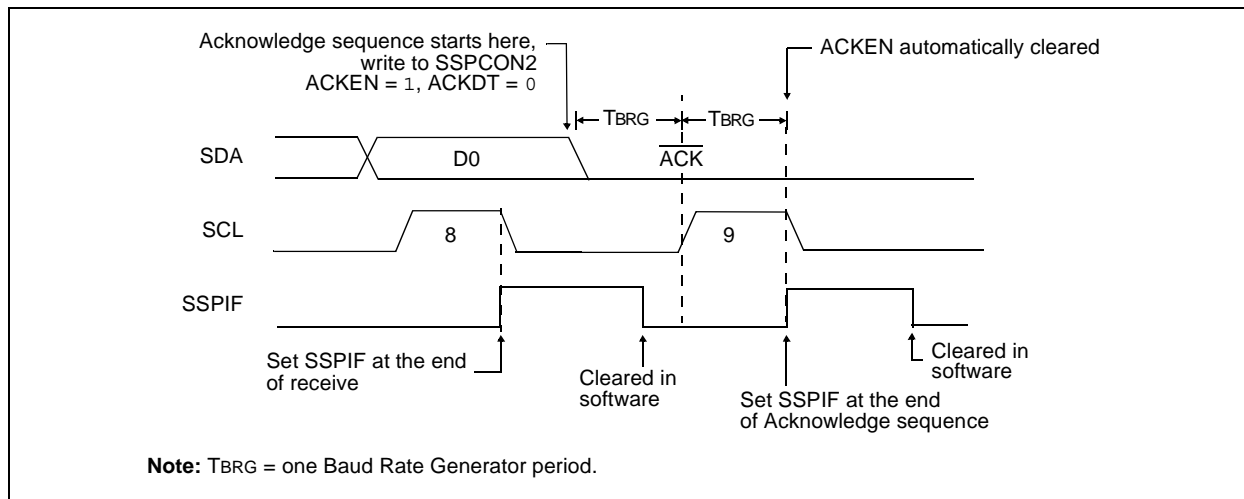 Acknowledge sequence starts here,
write to SSPCON2
ACKEN = 1, ACKDT = 0
ACKEN automatically cleared
TBRG
TBRG
SDA
D0
ACK
SCL
8
9
SSPIF
Set SSPIF at the end
of receive
Cleared in
software
Set SSPIF at the end
of Acknowledge sequence
Cleared in
software
Note: TBRG = one Baud Rate Generator period.